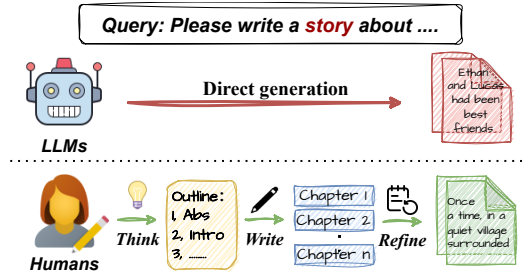 Query: Please write a story about ....
Direct generation
Ethan
and Lucas
had been
best
friends
LLMs
Outline:
1, Abs
2, Intro
3, ........
Chapter 1
Chapter 2
.
Chapter n
Once
a time, in a
quiet village
surrounded
Think
Write
Refine
Humans